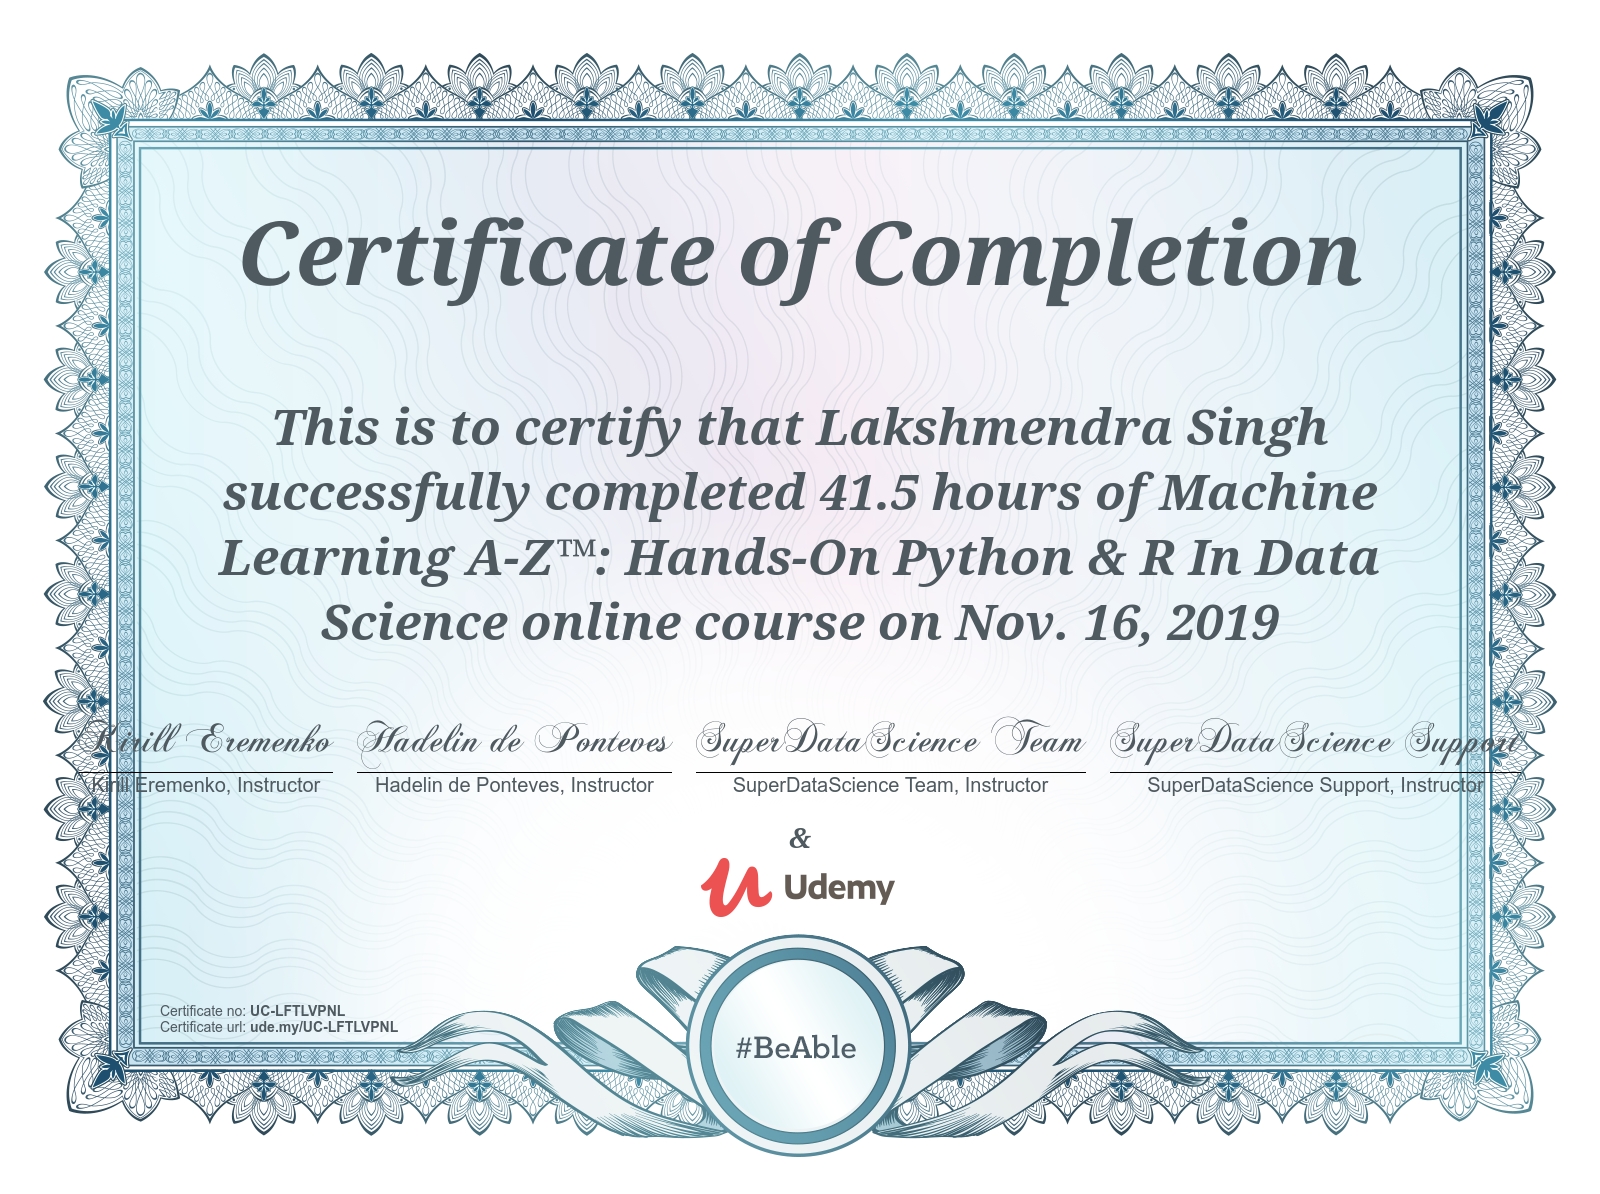 Certificate of Completion
This is to certify that Lakshmendra Singh
successfully completed 41.5 hours of Machine
Learning A-Z™: Hands-On Python & R In Data
Science online course on Nov. 16, 2019
Kirill Eremenko Hadelin de Ponteves SuperDataScience Team SuperDataScience Support
Kirill Eremenko, Instructor Hadelin de Ponteves, Instructor SuperDataScience Team, Instructor SuperDataScience Support, Instructor
&
Udemy
Certificate no: UC-LFTLVPNL
Certificate url: ude.my/UC-LFTLVPNL
#BeAble